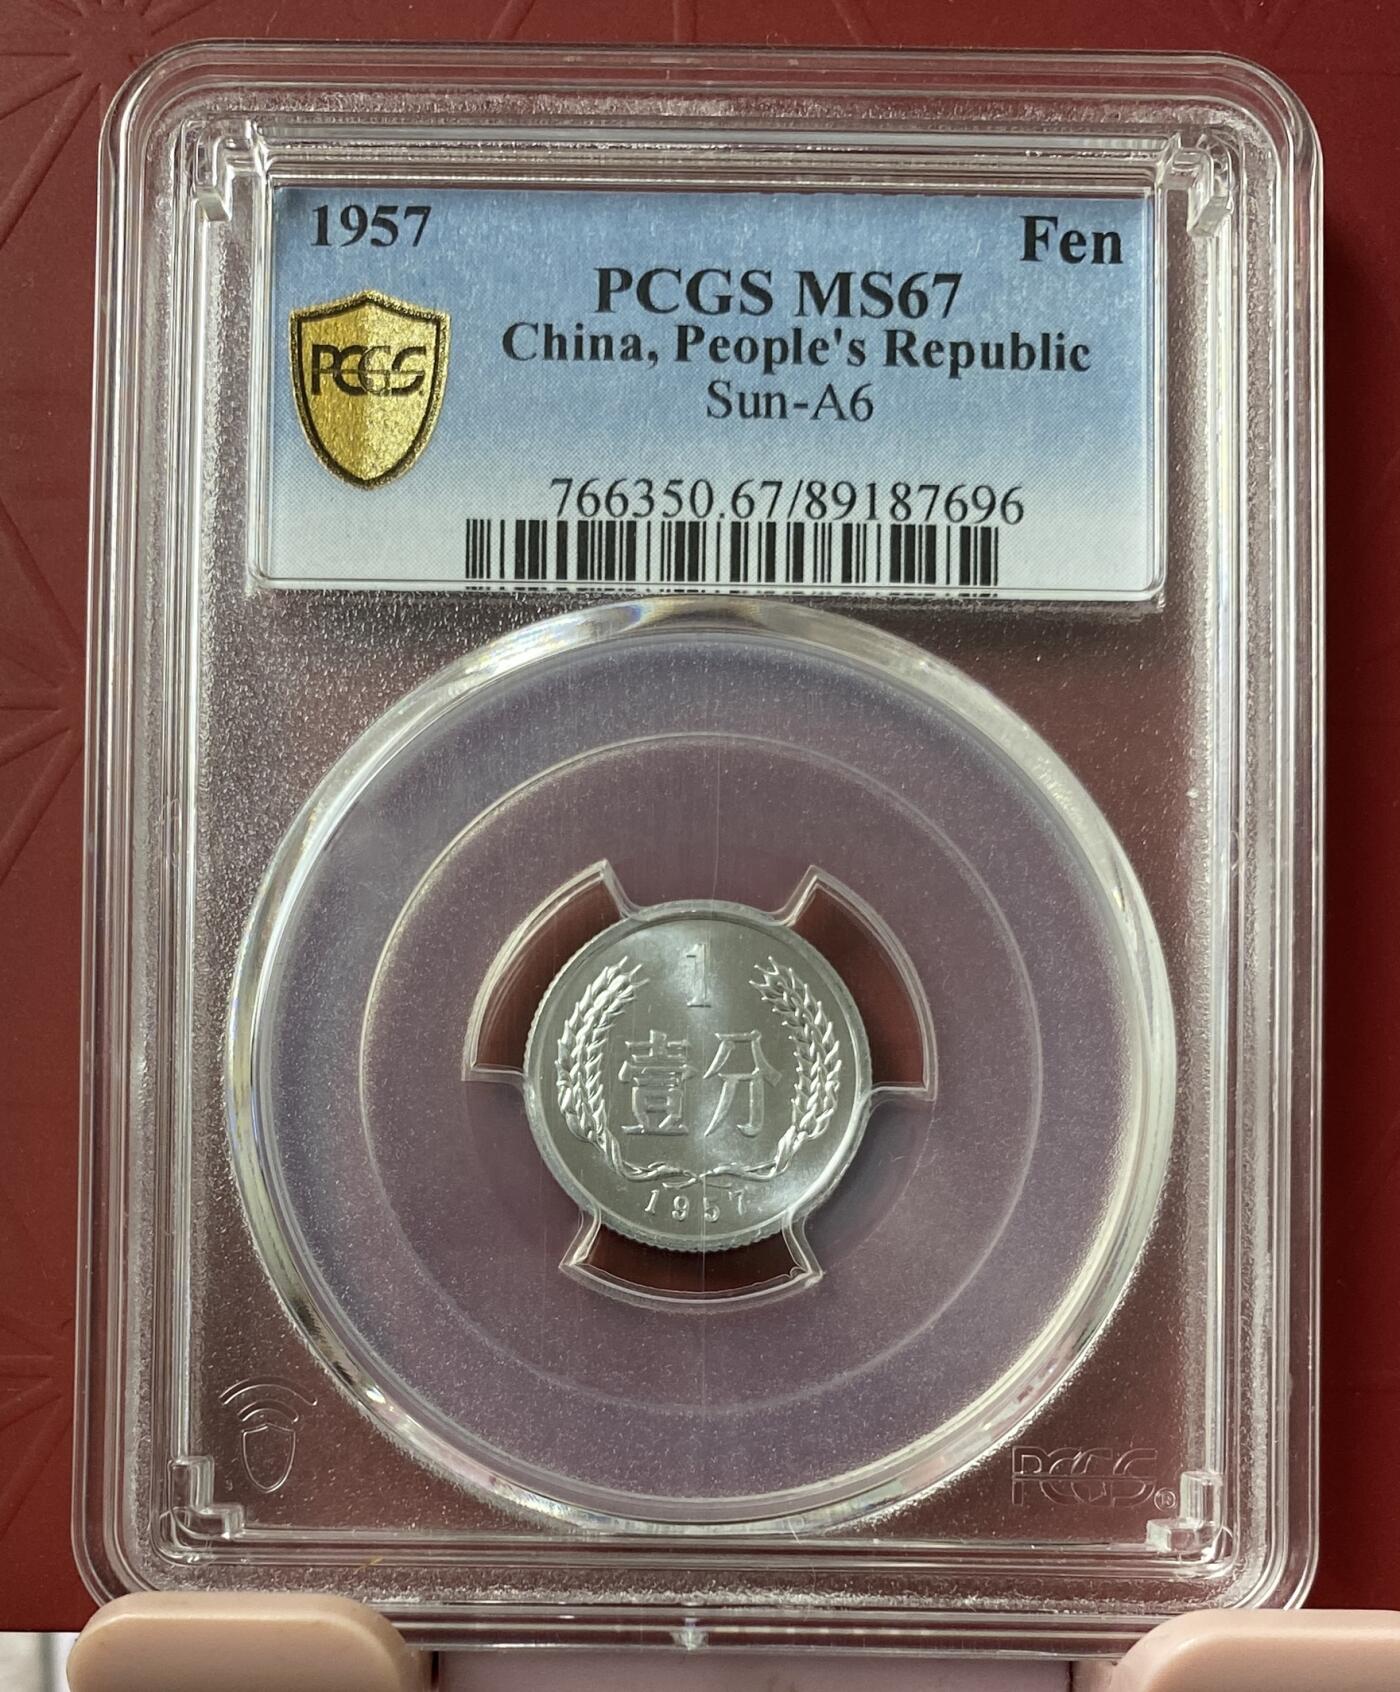 1957
Fen
PCGS MS67
China, People's Republic
PCGS
Sun-A6
766350.67/89187696
1
壹分
1957
PCGS®